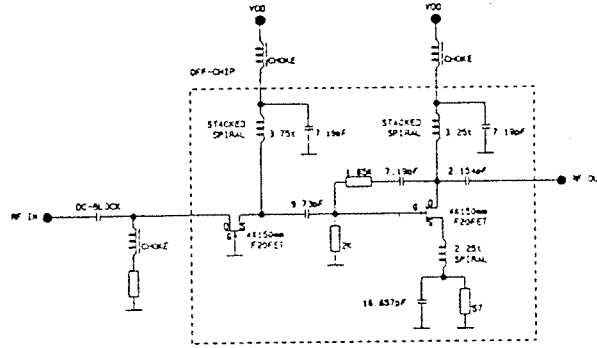 VDD VDD
CHOKE CHOKE
OFF-CHIP
STACKED
SPIRAL
3.75t
7.19pF
STACKED
SPIRAL
3.25t
7.19pF
1.85K
7.19pF
2.154pF
RF OU
9.73pF
RF IN
DC-BLOCK
G
D
S
4X150mm
F20FET
4X150mm
F20FET
CHOKE
2K
2.25t
SPIRAL
16.657pF
57